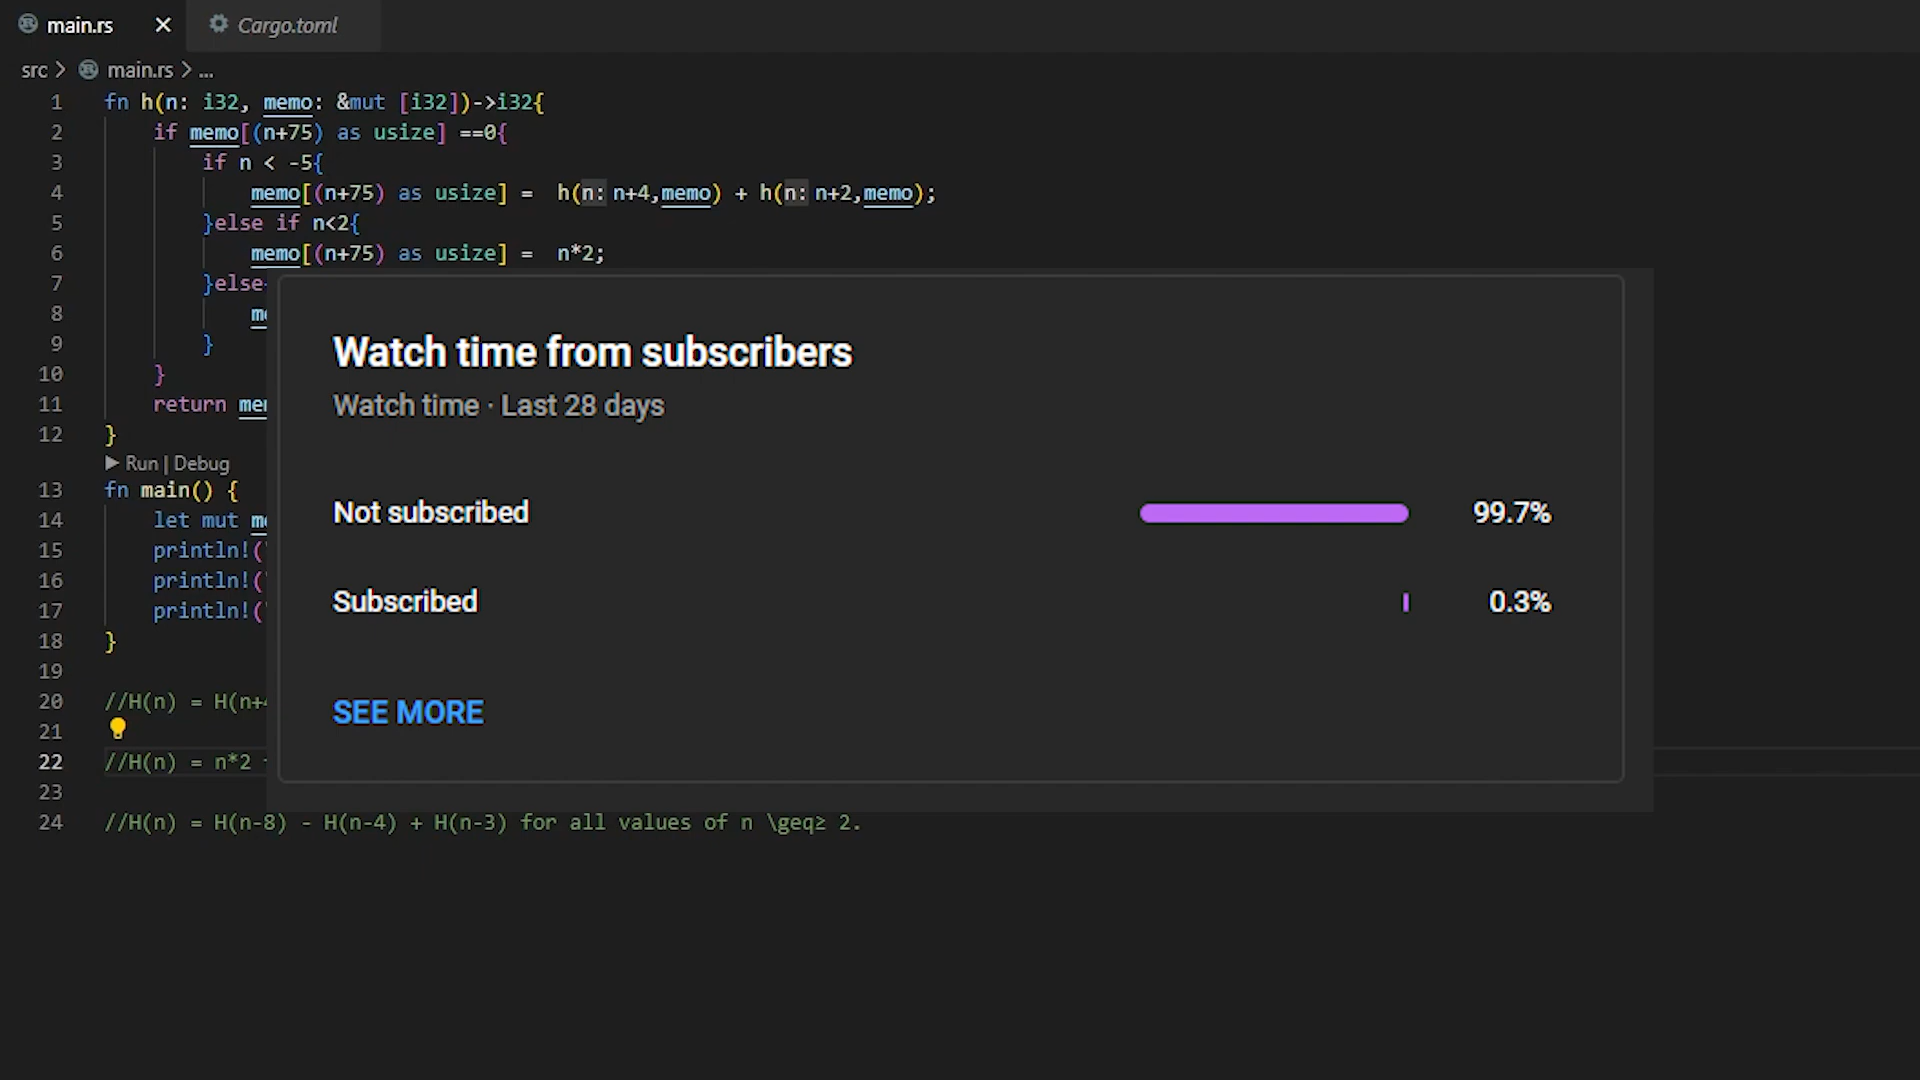 main.rs
Cargo.toml
src > main.rs > ...
1 fn h(n: i32, memo: &mut [i32])->i32{
2 if memo[(n+75) as usize] ==0{
3 if n < -5{
4 memo[(n+75) as usize] = h(n: n+4,memo) + h(n: n+2,memo);
5 }else if n<2{
6 memo[(n+75) as usize] = n*2;
7 }else
8
9 }
10 }
11 return
12 }
Run | Debug
13 fn main() {
14 let mut
15 println!(
16 println!(
17 println!(
18 }
19
20 //H(n) =
21
22 //H(n) = n*2
23
24 //H(n) = H(n-8) - H(n-4) + H(n-3) for all values of n \geq≥ 2.
Watch time from subscribers
Watch time · Last 28 days
Not subscribed 99.7%
Subscribed 0.3%
SEE MORE